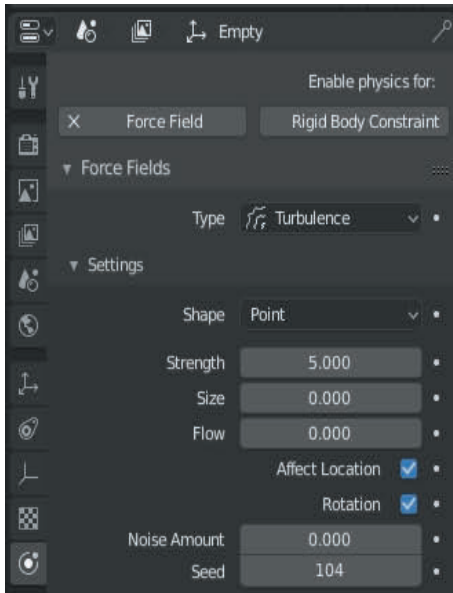 Empty
Enable physics for:
Force Field Rigid Body Constraint
Force Fields
Type Turbulence
Settings
Shape Point
Strength 5.000
Size 0.000
Flow 0.000
Affect Location
Rotation
Noise Amount 0.000
Seed 104